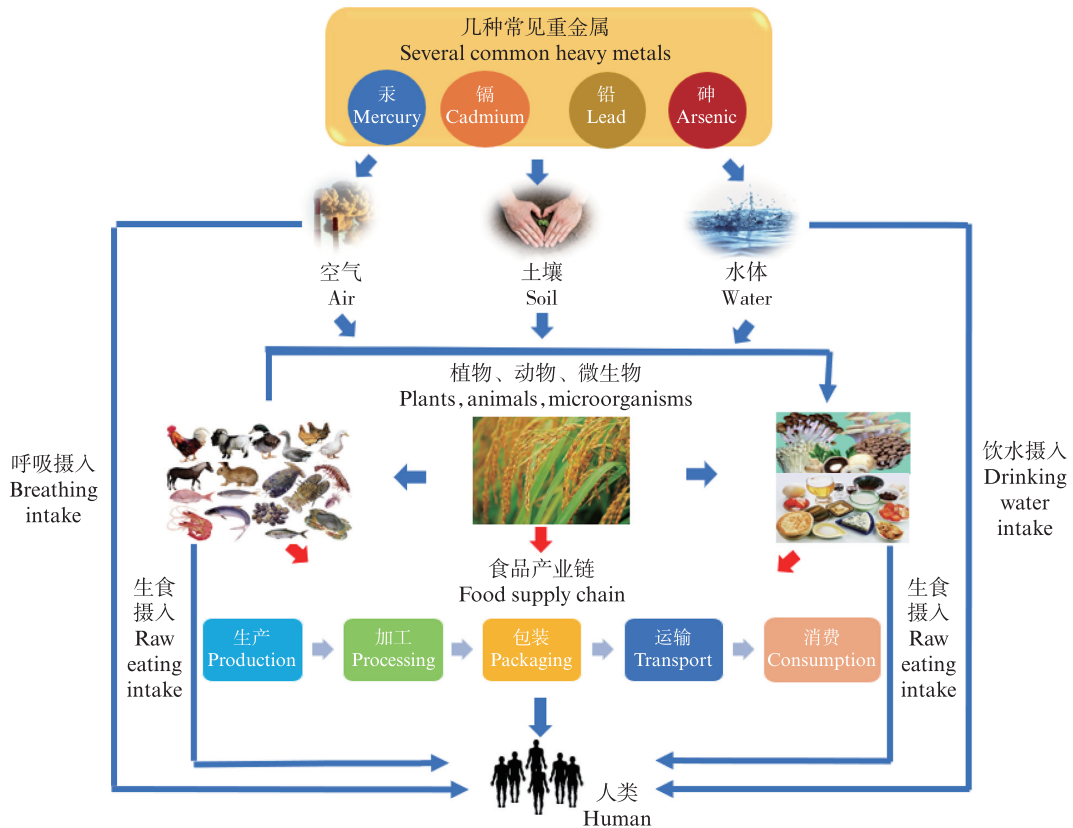 几种常见重金属
Several common heavy metals
汞
Mercury
镉
Cadmium
铅
Lead
砷
Arsenic
空气
Air
土壤
Soil
水体
Water
植物、动物、微生物
Plants,animals,microorganisms
呼吸摄入
Breathing
intake
饮水摄入
Drinking
water
intake
食品产业链
Food supply chain
生食
摄入
Raw
eating
intake
生产
Production
加工
Processing
包装
Packaging
运输
Transport
消费
Consumption
生食
摄入
Raw
eating
intake
人类
Human